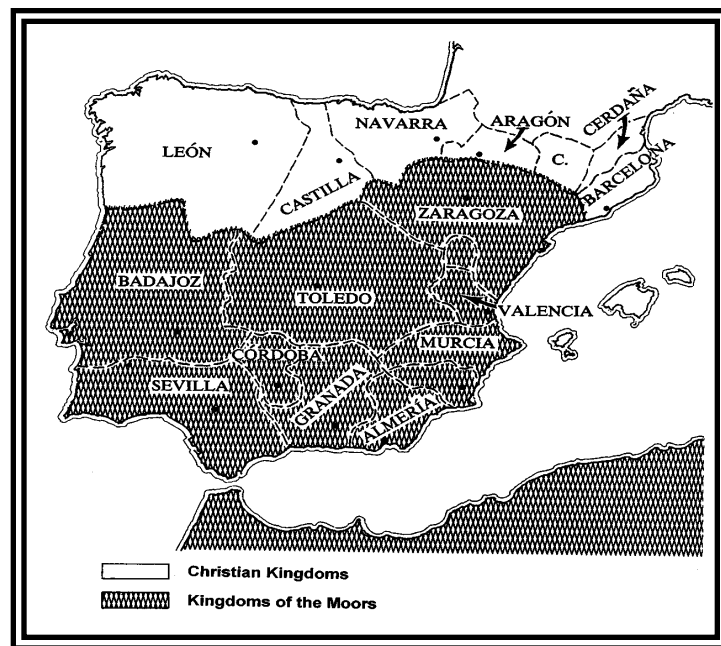 CERDAÑA
ARAGÓN
NAVARRA
LEÓN
C.
BARCELONA
CASTILLA
ZARAGOZA
BADAJOZ
TOLEDO
VALENCIA
MURCIA
CÓRDOBA
SEVILLA
GRANADA
ALMERÍA
Christian Kingdoms
Kingdoms of the Moors